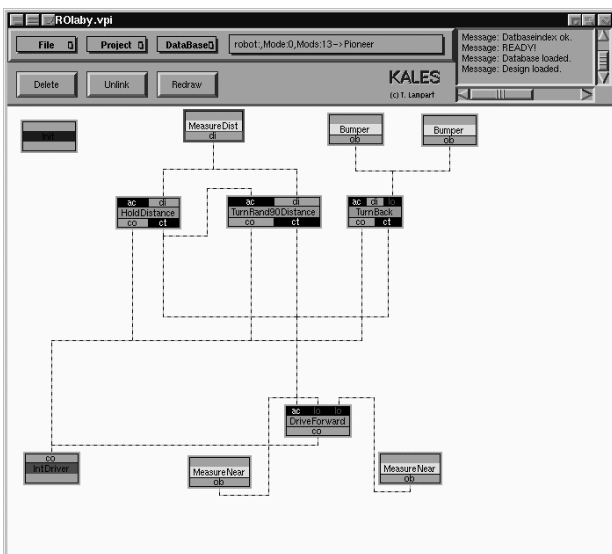 ROlaby.vpi
File Project DataBase robot:,Mode:0,Mods:13->Pioneer
Message: Datbaseindex ok.
Message: READY!
Message: Database loaded.
Message: Design loaded.
Delete Unlink Redraw
KALES
(c) T. Lampart
Init
MeasureDist
di
Bumper
ob
Bumper
ob
ac di
HoldDistance
co ct
ac di
TurnRand90Distance
co ct
ac di lo
TurnBack
co ct
ac lo lo
DriveForward
co
co
IntDriver
MeasureNear
ob
MeasureNear
ob